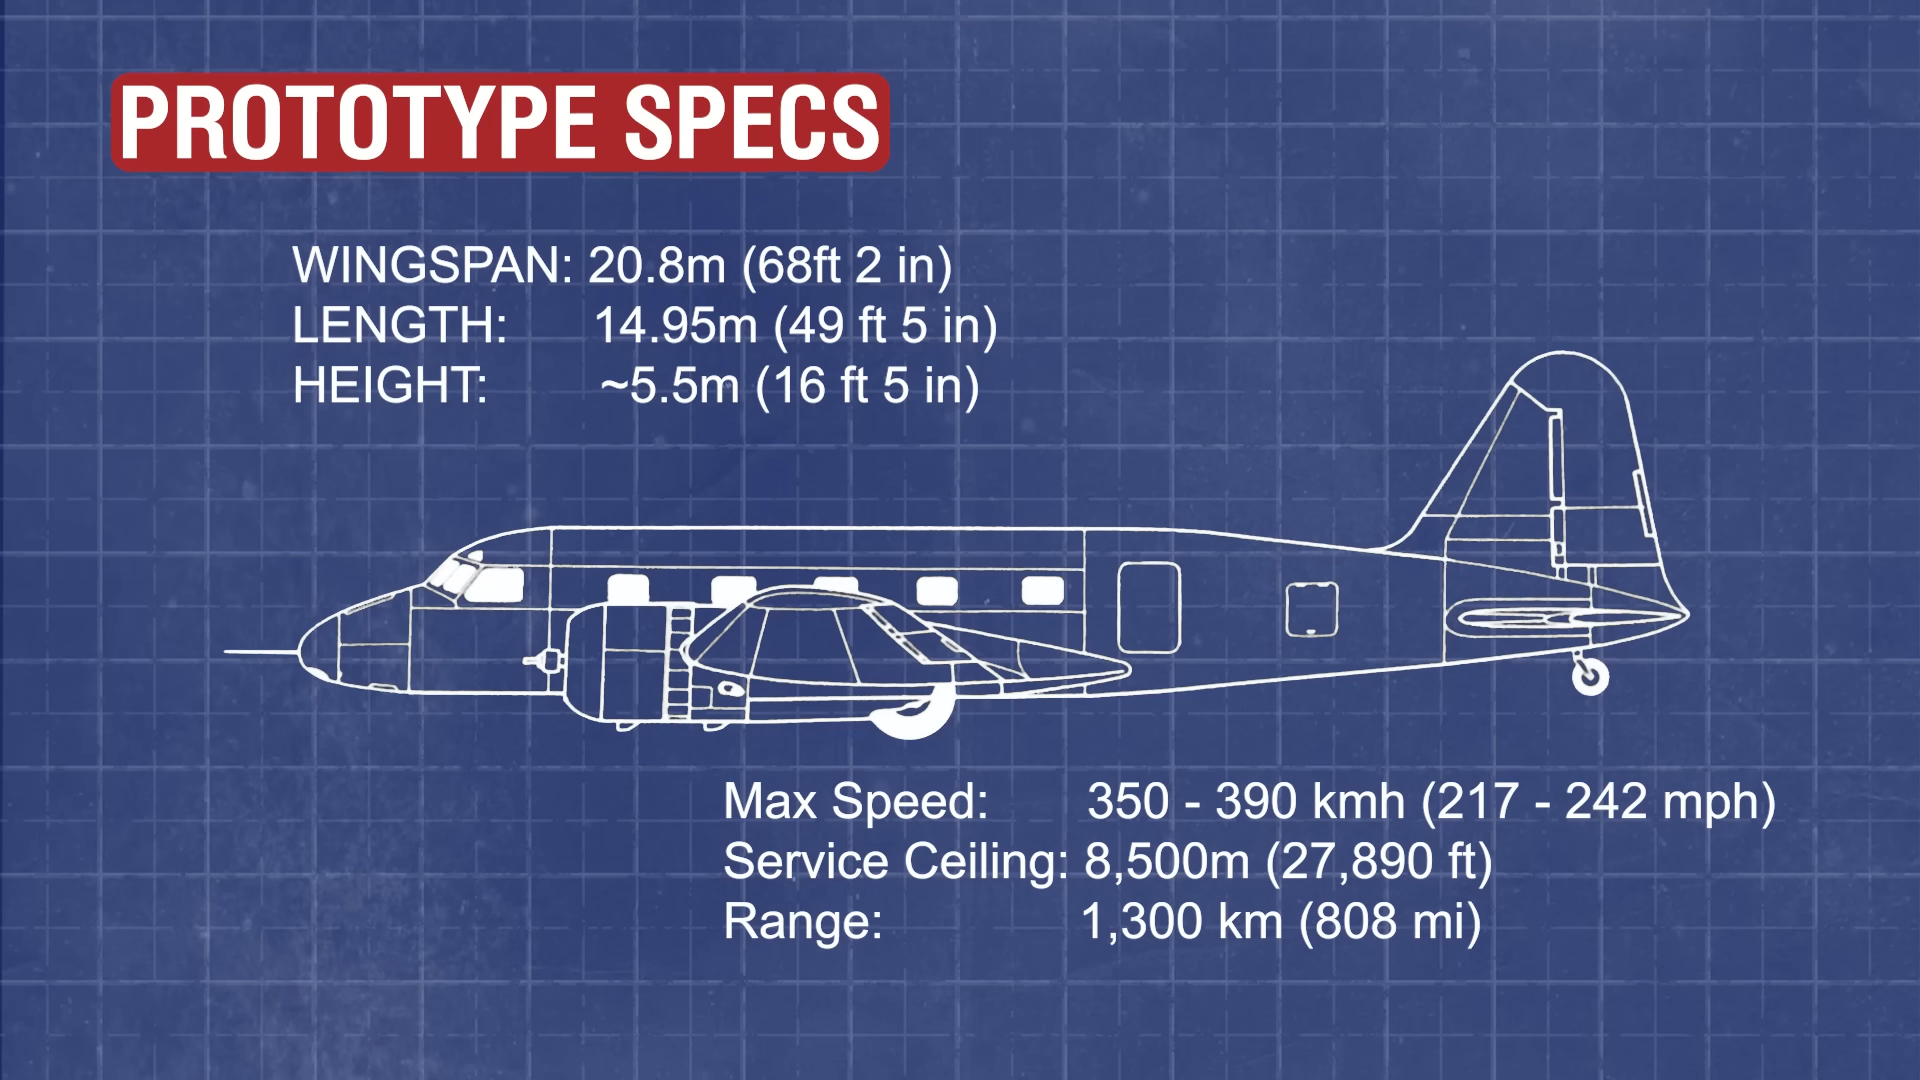 PROTOTYPE SPECS
WINGSPAN: 20.8m (68ft 2 in)
LENGTH: 14.95m (49 ft 5 in)
HEIGHT: ~5.5m (16 ft 5 in)
Max Speed: 350 - 390 kmh (217 - 242 mph)
Service Ceiling: 8,500m (27,890 ft)
Range: 1,300 km (808 mi)